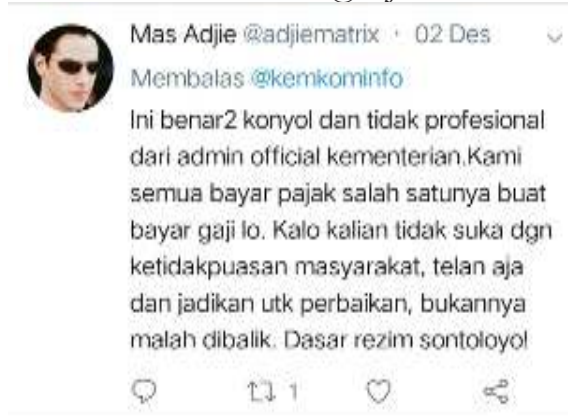 Mas Adjie @adjiematrix · 02 Des
Membalas @kemkominfo
Ini benar2 konyol dan tidak profesional
dari admin official kementerian.Kami
semua bayar pajak salah satunya buat
bayar gaji lo. Kalo kalian tidak suka dgn
ketidakpuasan masyarakat, telan aja
dan jadikan utk perbaikan, bukannya
malah dibalik. Dasar rezim sontoloyo!
1